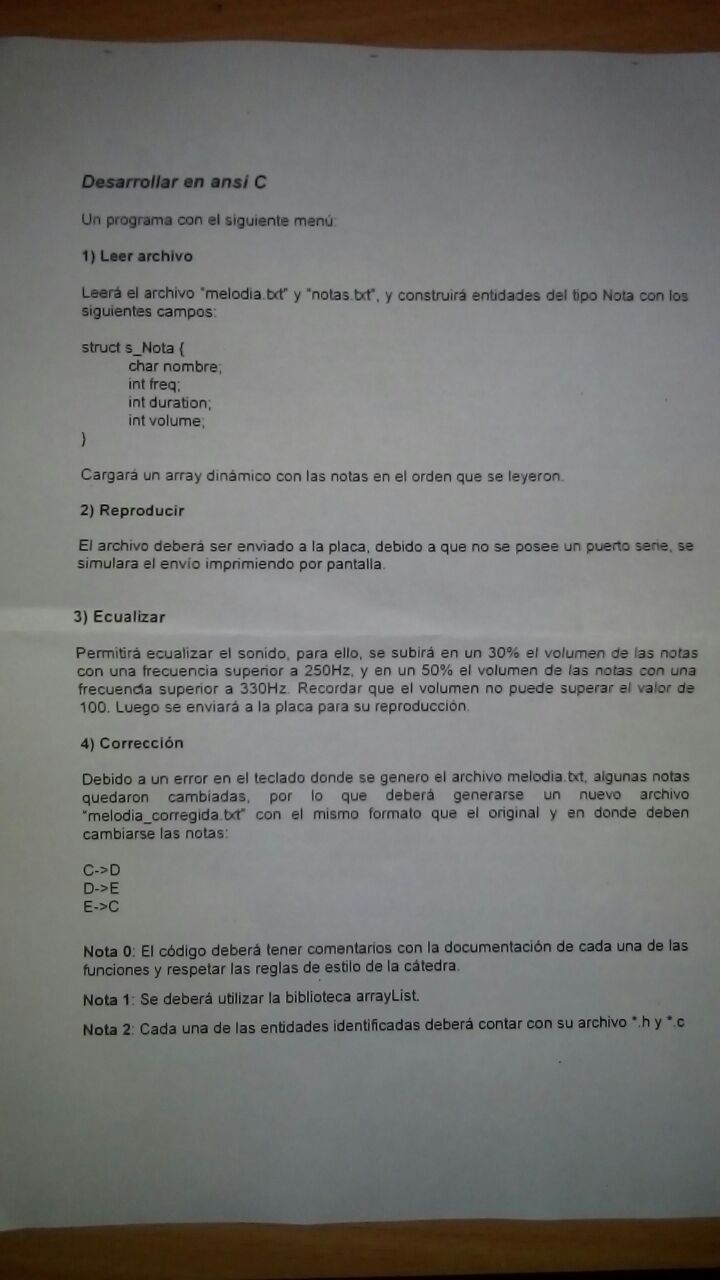 Desarrollar en ansi C
Un programa con el siguiente menú:
1) Leer archivo
Leerá el archivo "melodia.txt" y "notas.txt", y construirá entidades del tipo Nota con los
siguientes campos:
struct s_Nota {
char nombre;
int freq;
int duration;
int volume;
}
Cargará un array dinámico con las notas en el orden que se leyeron.
2) Reproducir
El archivo deberá ser enviado a la placa, debido a que no se posee un puerto serie, se
simulara el envío imprimiendo por pantalla.
3) Ecualizar
Permitirá ecualizar el sonido, para ello, se subirá en un 30% el volumen de las notas
con una frecuencia superior a 250Hz, y en un 50% el volumen de las notas con una
frecuencia superior a 330Hz. Recordar que el volumen no puede superar el valor de
100. Luego se enviará a la placa para su reproducción.
4) Corrección
Debido a un error en el teclado donde se genero el archivo melodia.txt, algunas notas
quedaron cambiadas, por lo que deberá generarse un nuevo archivo
"melodia_corregida.txt" con el mismo formato que el original y en donde deben
cambiarse las notas:
C->D
D->E
E->C
Nota 0: El código deberá tener comentarios con la documentación de cada una de las
funciones y respetar las reglas de estilo de la cátedra.
Nota 1: Se deberá utilizar la biblioteca arrayList.
Nota 2: Cada una de las entidades identificadas deberá contar con su archivo *.h y *.c